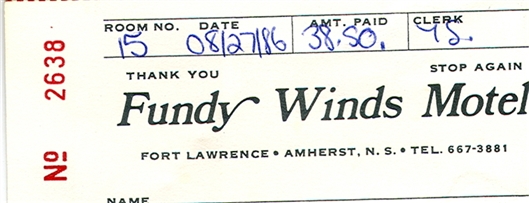 ROOM NO. DATE AMT. PAID CLERK
15 08/27/86 38.50. YS.
THANK YOU STOP AGAIN
Fundy Winds Motel
FORT LAWRENCE • AMHERST, N. S. • TEL. 667-3881
NAME
No 2638